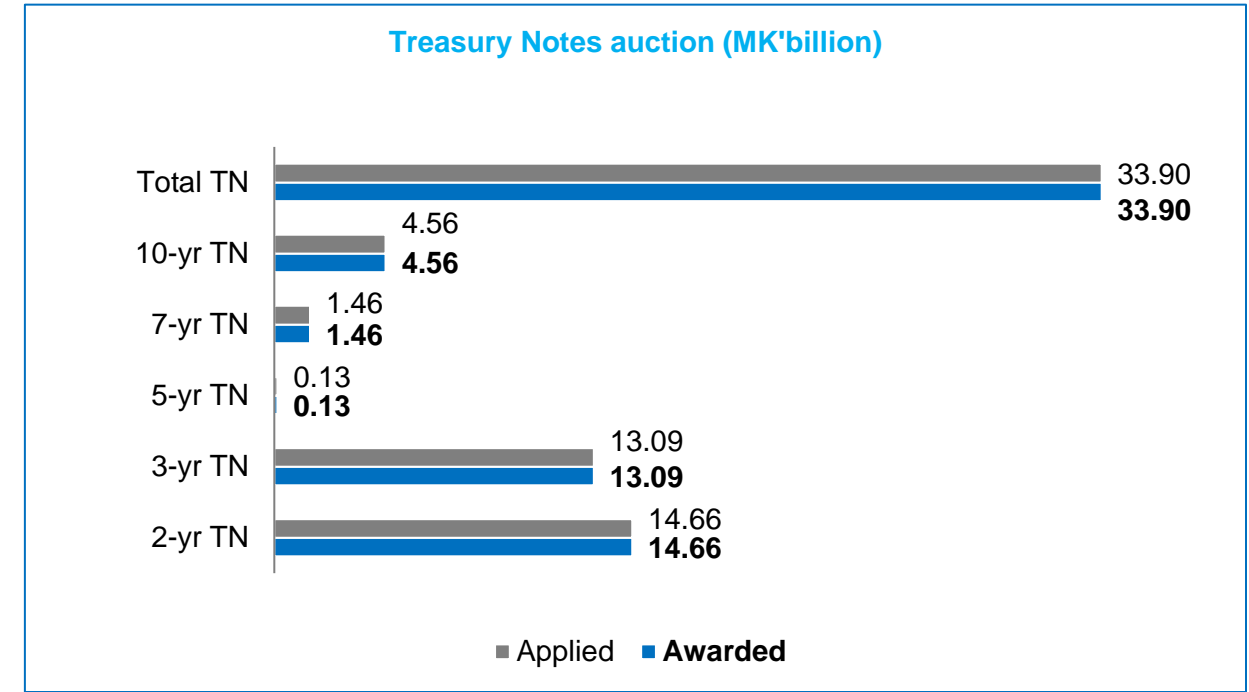 Treasury Notes auction (MK'billion)
Total TN
33.90
33.90
10-yr TN
4.56
4.56
7-yr TN
1.46
1.46
5-yr TN
0.13
0.13
3-yr TN
13.09
13.09
2-yr TN
14.66
14.66
Applied Awarded